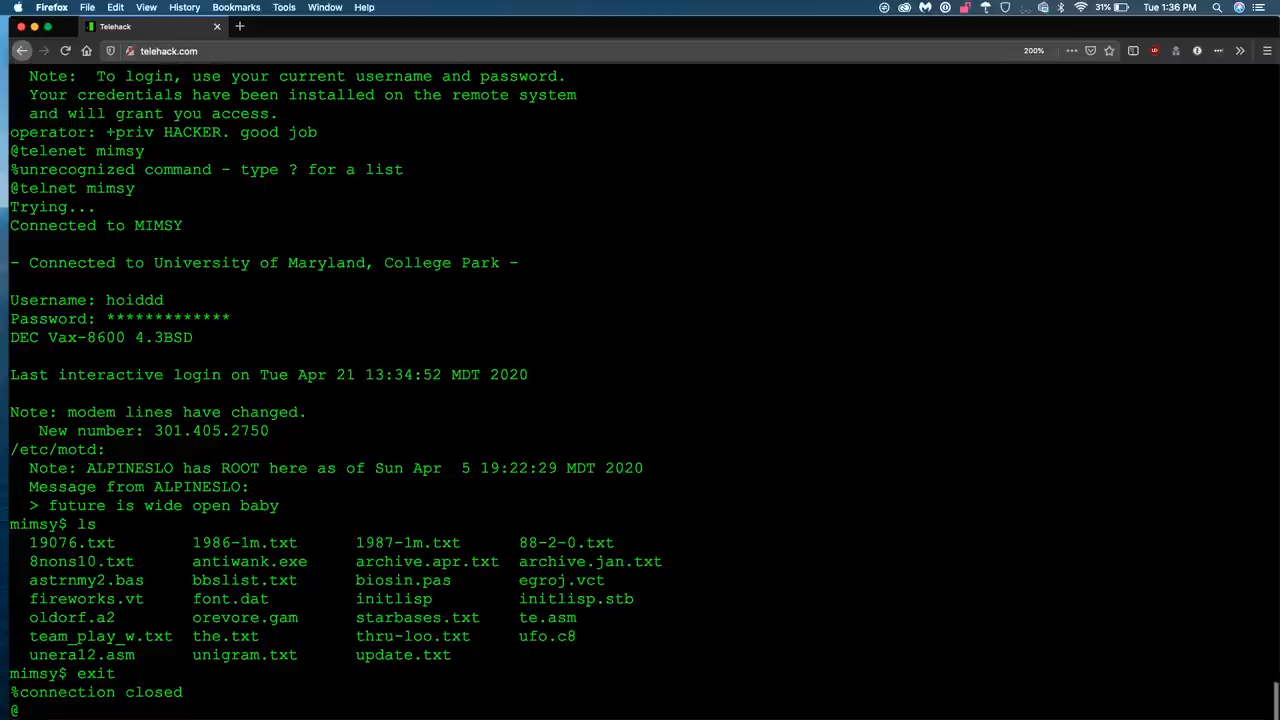 Firefox File Edit View History Bookmarks Tools Window Help 31% Tue 1:36 PM
Telehack
telehack.com 200%
Note: To login, use your current username and password.
Your credentials have been installed on the remote system
and will grant you access.
operator: +priv HACKER. good job
@telenet mimsy
%unrecognized command - type ? for a list
@telnet mimsy
Trying...
Connected to MIMSY
- Connected to University of Maryland, College Park -
Username: hoiddd
Password: *************
DEC Vax-8600 4.3BSD
Last interactive login on Tue Apr 21 13:34:52 MDT 2020
Note: modem lines have changed.
New number: 301.405.2750
/etc/motd:
Note: ALPINESLO has ROOT here as of Sun Apr  5 19:22:29 MDT 2020
Message from ALPINESLO:
> future is wide open baby
mimsy$ ls
19076.txt 1986-1m.txt 1987-1m.txt 88-2-0.txt
8nons10.txt antiwank.exe archive.apr.txt archive.jan.txt
astrnmy2.bas bbslist.txt biosin.pas egroj.vct
fireworks.vt font.dat initlisp initlisp.stb
oldorf.a2 orevore.gam starbases.txt te.asm
team_play_w.txt the.txt thru-loo.txt ufo.c8
unera12.asm unigram.txt update.txt
mimsy$ exit
%connection closed
@